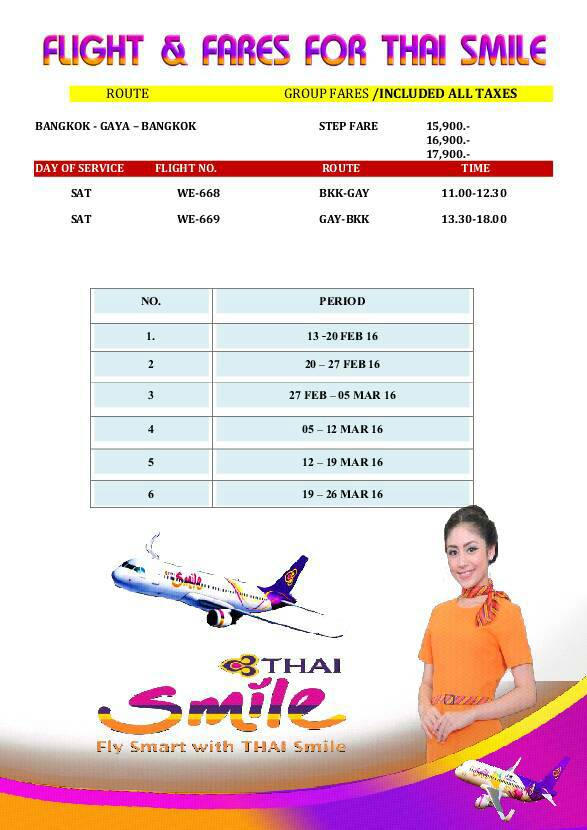 FLIGHT & FARES FOR THAI SMILE
ROUTE GROUP FARES /INCLUDED ALL TAXES
BANGKOK - GAYA – BANGKOK STEP FARE 15,900.-
16,900.-
17,900.-
DAY OF SERVICE FLIGHT NO. ROUTE TIME
SAT WE-668 BKK-GAY 11.00-12.30
SAT WE-669 GAY-BKK 13.30-18.00
NO. PERIOD
1. 13 -20 FEB 16
2 20 – 27 FEB 16
3 27 FEB – 05 MAR 16
4 05 – 12 MAR 16
5 12 – 19 MAR 16
6 19 – 26 MAR 16
Smile
THAI
Smile
Fly Smart with THAI Smile